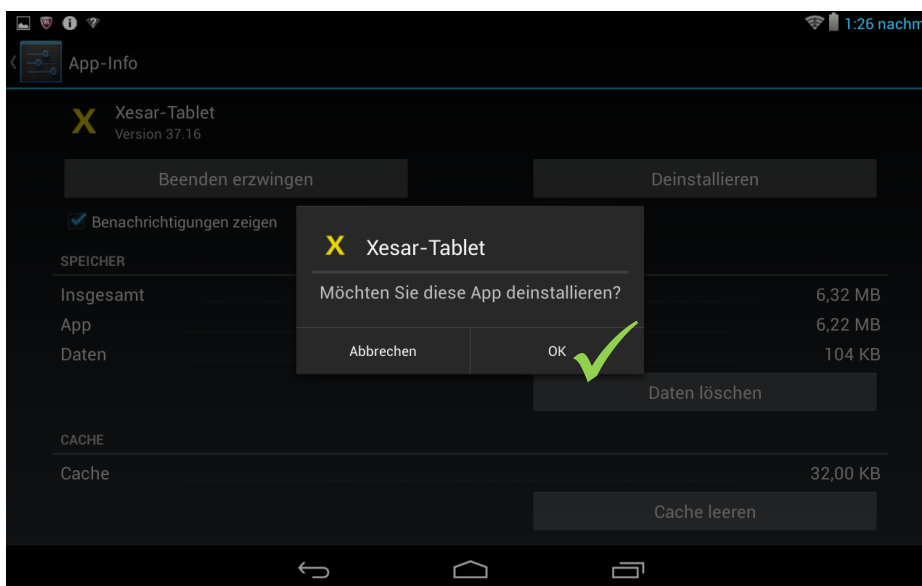 1:26 nachm
App-Info
Xesar-Tablet
Version 37.16
Beenden erzwingen
Deinstallieren
Benachrichtigungen zeigen
X Xesar-Tablet
Möchten Sie diese App deinstallieren?
Abbrechen
OK
SPEICHER
Insgesamt
6,32 MB
App
6,22 MB
Daten
104 KB
Daten löschen
CACHE
Cache
32,00 KB
Cache leeren